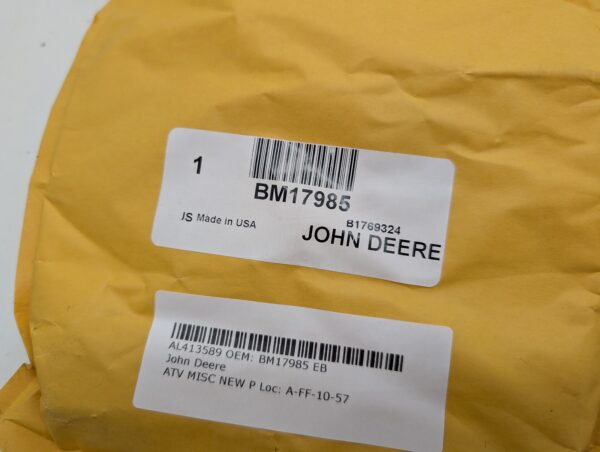 1
BM17985
JS Made in USA
B1769324
JOHN DEERE
AL413589 OEM: BM17985 EB
John Deere
ATV MISC NEW P Loc: A-FF-10-57